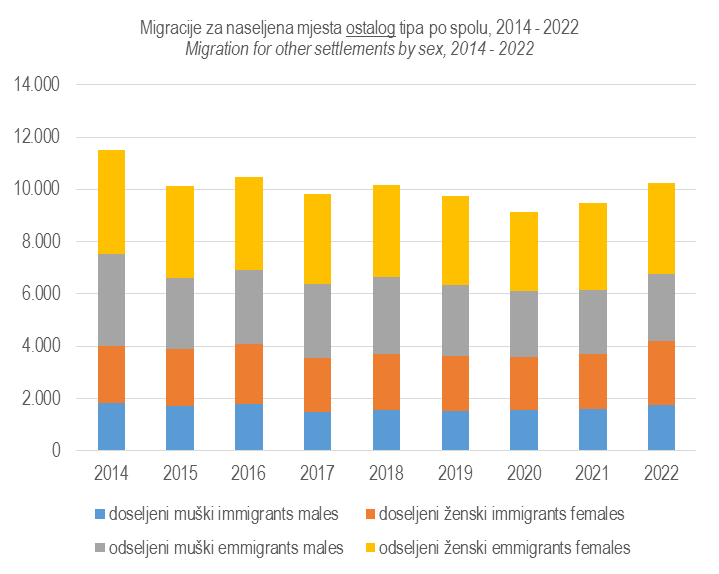 Migracije za naseljena mjesta ostalog tipa po spolu, 2014 - 2022
Migration for other settlements by sex, 2014 - 2022
14.000
12.000
10.000
8.000
6.000
4.000
2.000
0
2014 2015 2016 2017 2018 2019 2020 2021 2022
doseljeni muški immigrants males doseljeni ženski immigrants females
odseljeni muški emmigrants males odseljeni ženski emmigrants females